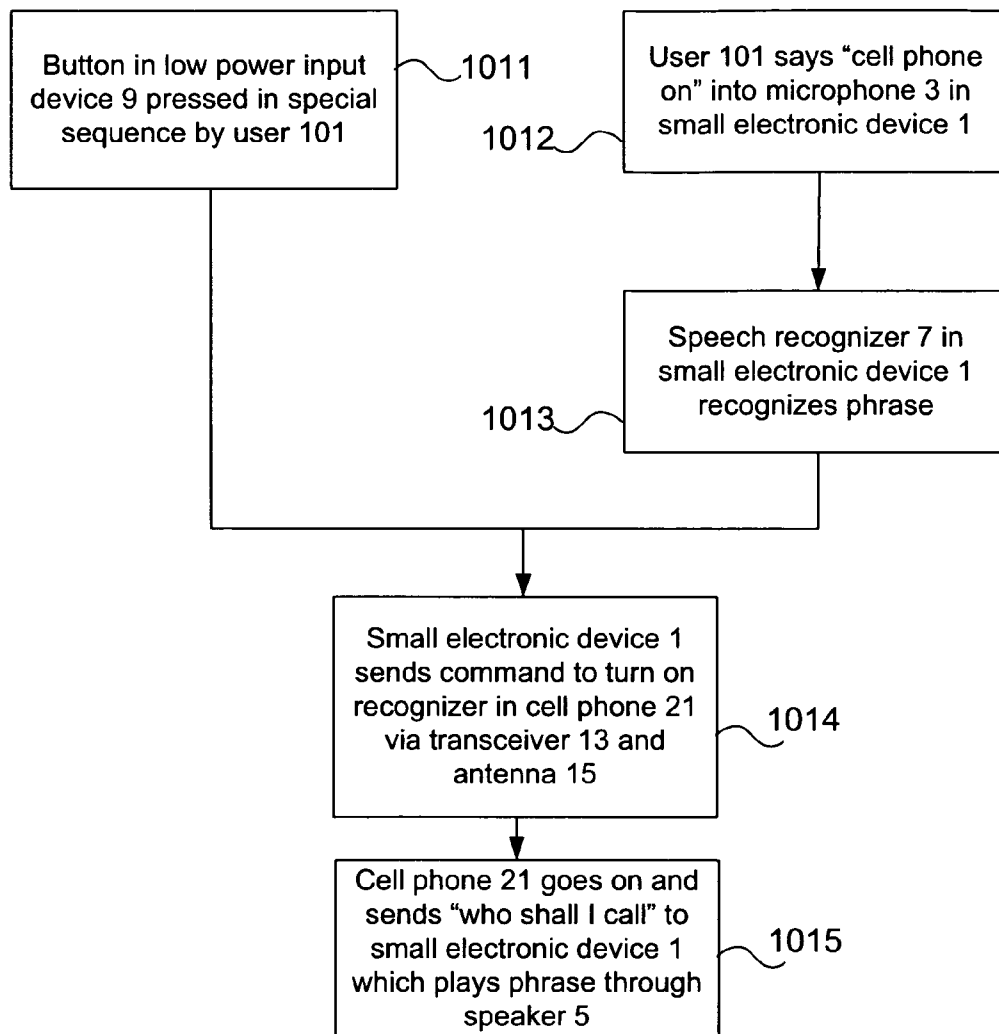 Button in low power input
device 9 pressed in special
sequence by user 101
1011
User 101 says “cell phone
on” into microphone 3 in
small electronic device 1
1012
Speech recognizer 7 in
small electronic device 1
recognizes phrase
1013
Small electronic device 1
sends command to turn on
recognizer in cell phone 21
via transceiver 13 and
antenna 15
1014
Cell phone 21 goes on and
sends “who shall I call” to
small electronic device 1
which plays phrase through
speaker 5
1015